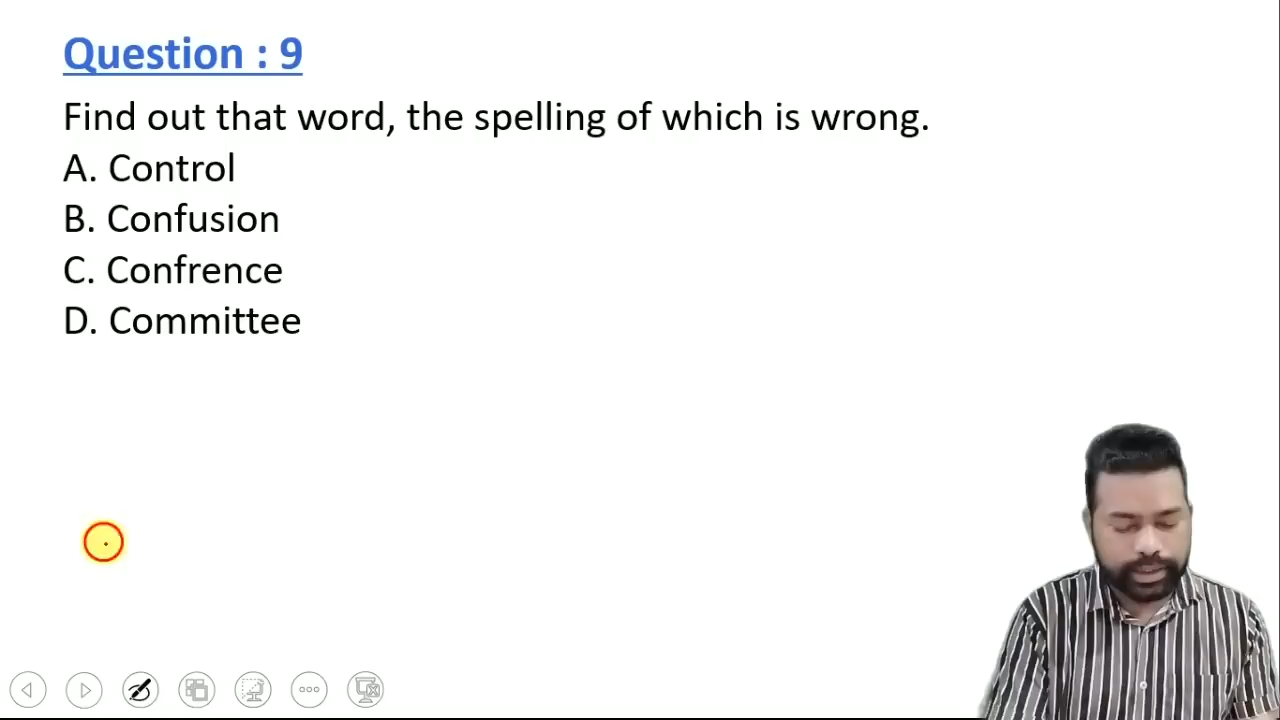 Question : 9
Find out that word, the spelling of which is wrong.
A. Control
B. Confusion
C. Confrence
D. Committee